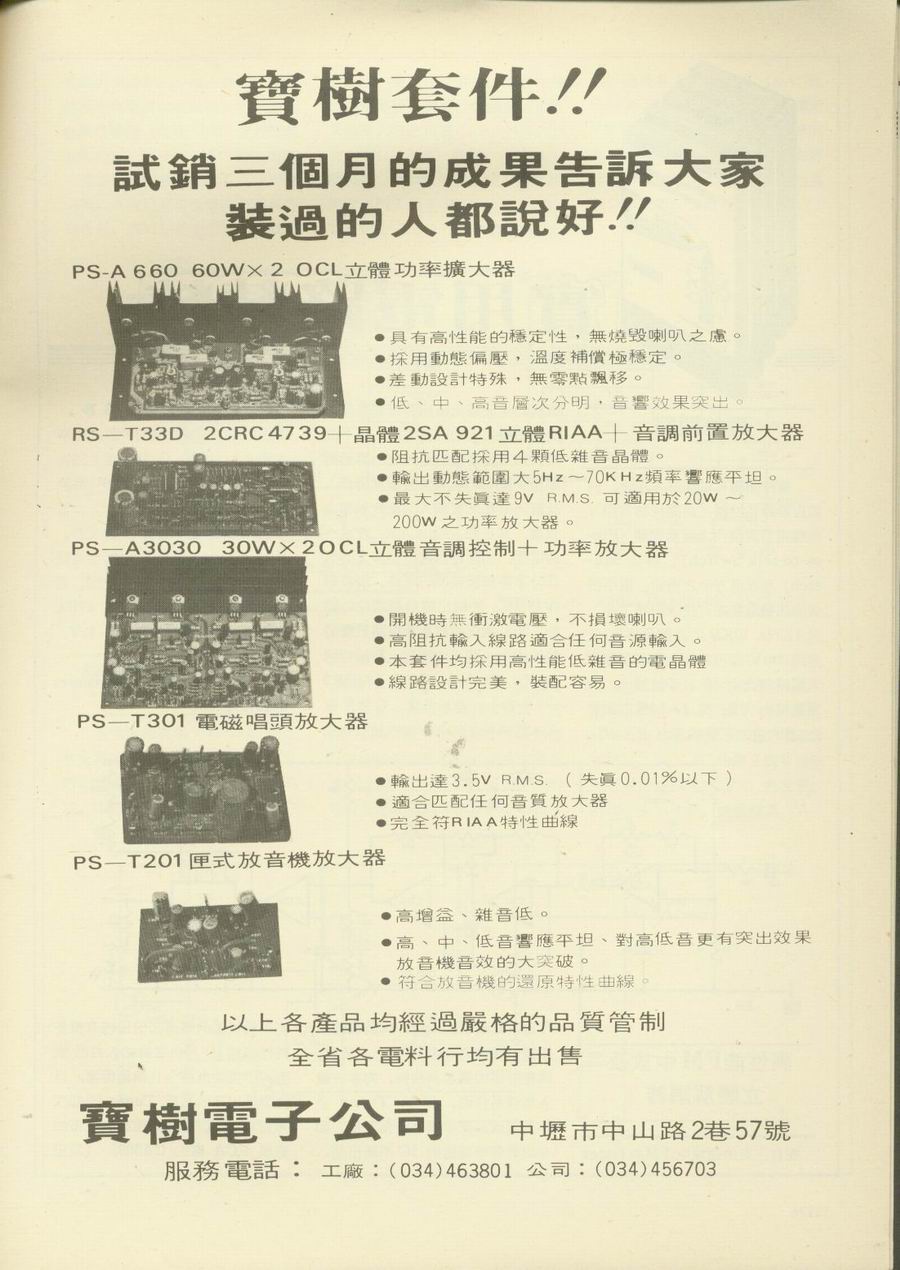 寶樹套件!!
試銷三個月的成果告訴大家
裝過的人都說好!!
PS-A 660 60W×2 OCL立體功率擴大器
●具有高性能的穩定性，無燒毀喇叭之慮。
●採用動態偏壓，溫度補償極穩定。
●差動設計特殊，無零點飄移。
●低、中、高音層次分明，音響效果突出。
RS—T33D 2CRC4739＋晶體2SA 921立體RIAA＋音調前置放大器
●阻抗匹配採用4顆低雜音晶體。
●輸出動態範圍大5Hz～70KHz頻率響應平坦。
●最大不失眞達9V R.M.S. 可適用於20W～
200W之功率放大器。
PS—A3030 30W×2OCL立體音調控制＋功率放大器
●開機時無衝激電壓，不損壞喇叭。
●高阻抗輸入線路適合任何音源輸入。
●本套件均採用高性能低雜音的電晶體
●線路設計完美，裝配容易。
PS—T301 電磁唱頭放大器
●輸出達3.5V R.M.S.（失眞0.01%以下）
●適合匹配任何音質放大器
●完全符RIAA特性曲線
PS—T201匣式放音機放大器
●高增益、雜音低。
●高、中、低音響應平坦、對高低音更有突出效果
放音機音效的大突破。
●符合放音機的還原特性曲線。
以上各產品均經過嚴格的品質管制
全省各電料行均有出售
寶樹電子公司 中壢市中山路2巷57號
服務電話：工廠：(034)463801 公司：(034)456703